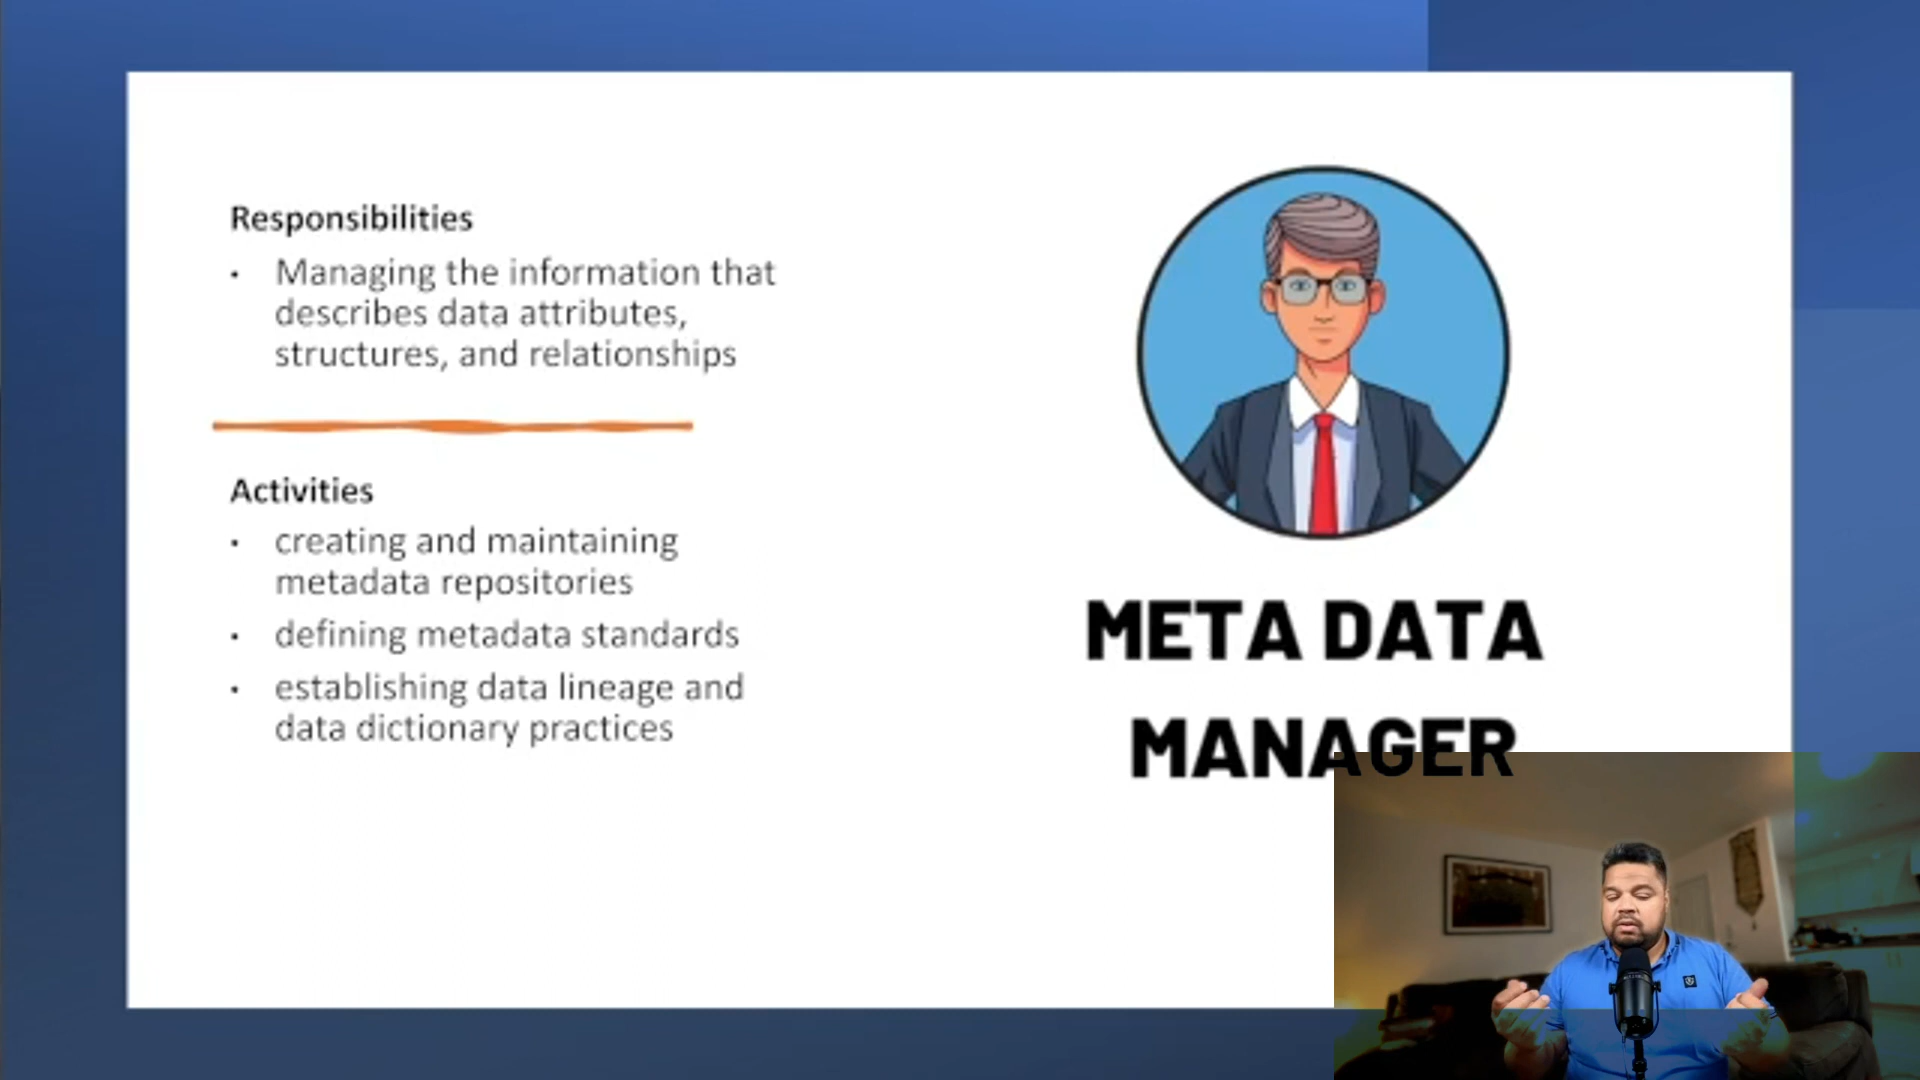 Responsibilities
• Managing the information that
describes data attributes,
structures, and relationships
Activities
• creating and maintaining
metadata repositories
• defining metadata standards
• establishing data lineage and
data dictionary practices
META DATA
MANAGER